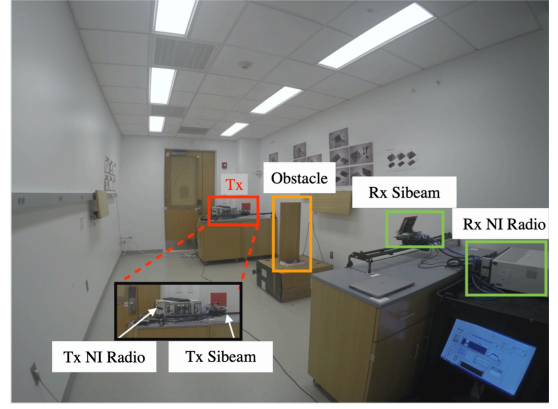 Tx
Obstacle
Rx Sibeam
Rx NI Radio
Tx NI Radio
Tx Sibeam